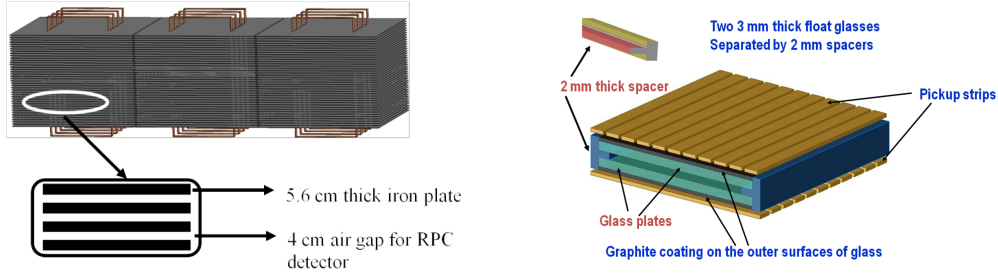 5.6 cm thick iron plate
4 cm air gap for RPC
detector
Two 3 mm thick float glasses
Separated by 2 mm spacers
2 mm thick spacer
Pickup strips
Glass plates
Graphite coating on the outer surfaces of glass